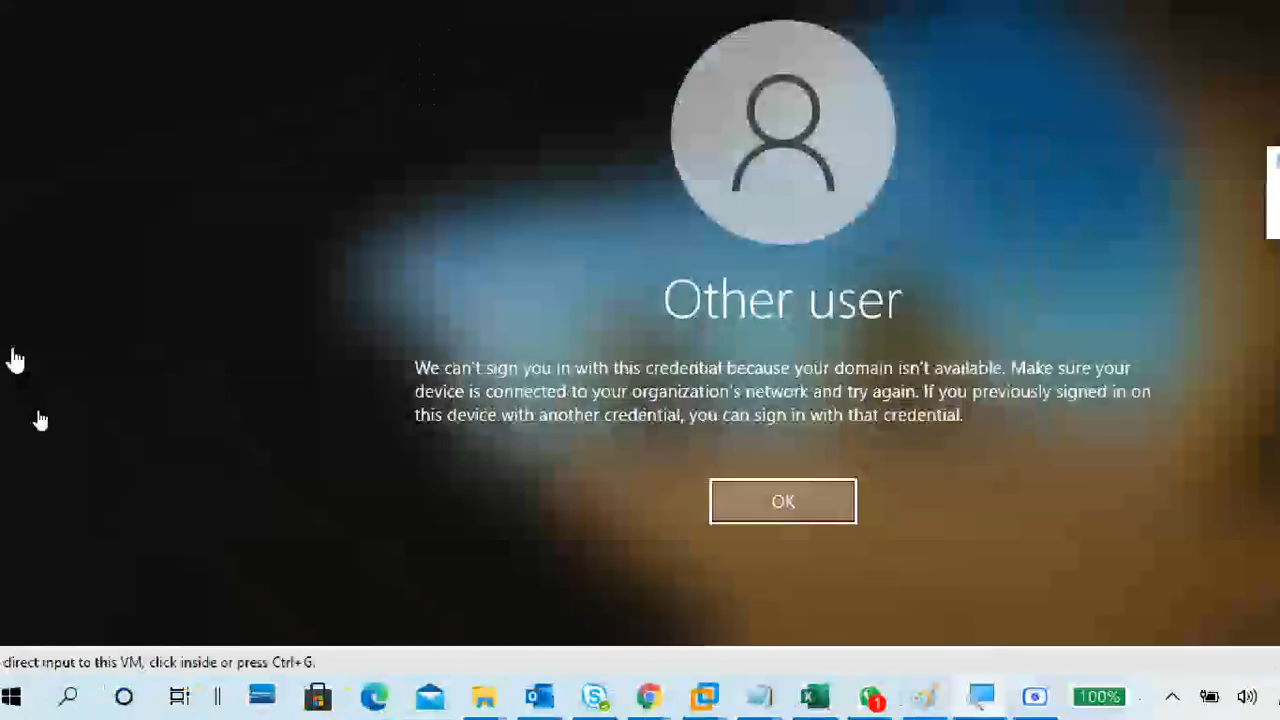 Other user
We can't sign you in with this credential because your domain isn't available. Make sure your
device is connected to your organization's network and try again. If you previously signed in on
this device with another credential, you can sign in with that credential.
OK
direct input to this VM, click inside or press Ctrl+G.
1
100%